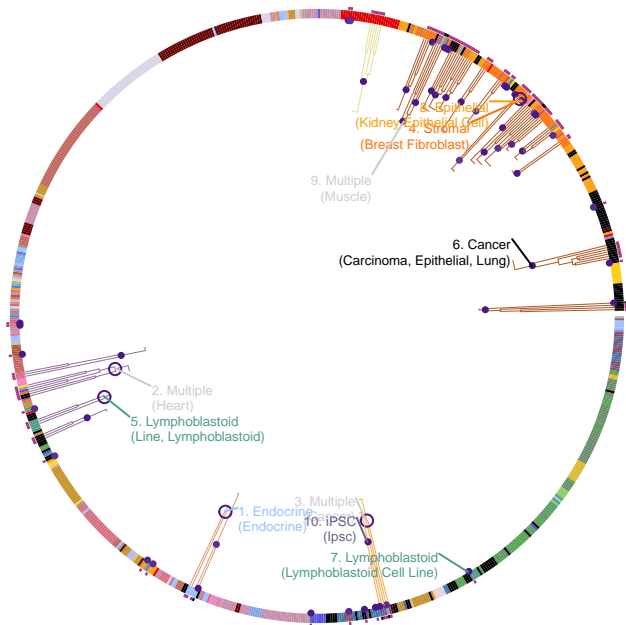 8. Epithelial
(Kidney Epithelial Cell)
4. Stromal
(Breast Fibroblast)
9. Multiple
(Muscle)
6. Cancer
(Carcinoma, Epithelial, Lung)
2. Multiple
(Heart)
5. Lymphoblastoid
(Line, Lymphoblastoid)
3. Multiple
(Cancer)
1. Endocrine
(Endocrine)
10. iPSC
(Ipsc)
7. Lymphoblastoid
(Lymphoblastoid Cell Line)